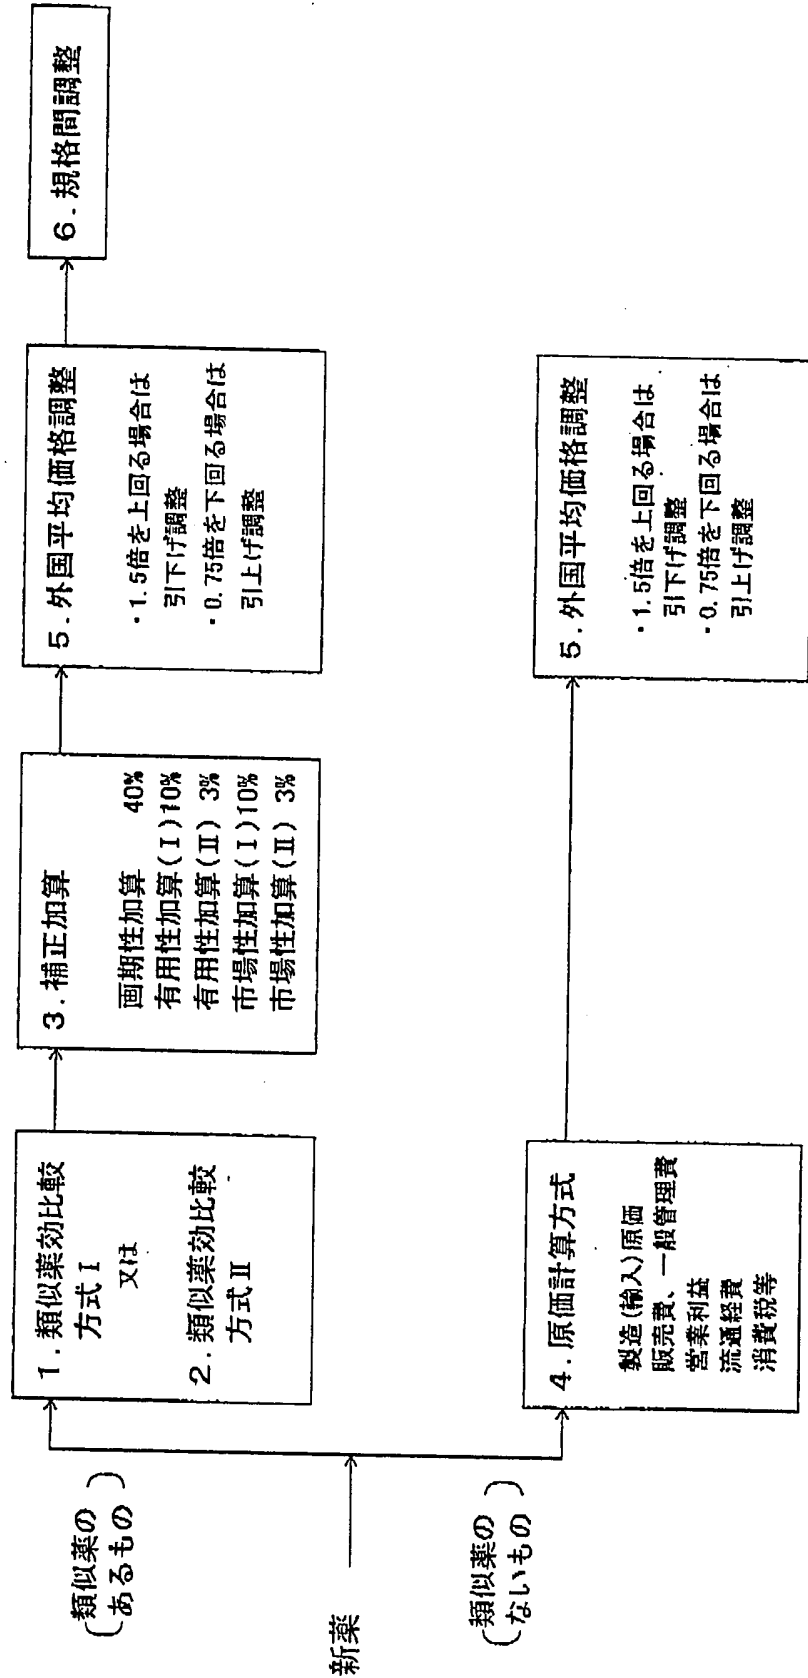 新薬
(類似薬の
あるもの)
1. 類似薬効比較
方式Ⅰ
又は
2. 類似薬効比較
方式Ⅱ
3. 補正加算
画期性加算 40%
有用性加算(Ⅰ)10%
有用性加算(Ⅱ) 3%
市場性加算(Ⅰ)10%
市場性加算(Ⅱ) 3%
5. 外国平均価格調整
・1.5倍を上回る場合は
引下げ調整
・0.75倍を下回る場合は
引上げ調整
6. 規格間調整
(類似薬の
ないもの)
4. 原価計算方式
製造(輸入)原価
販売費、一般管理費
営業利益
流通経費
消費税等
5. 外国平均価格調整
・1.5倍を上回る場合は
引下げ調整
・0.75倍を下回る場合は
引上げ調整